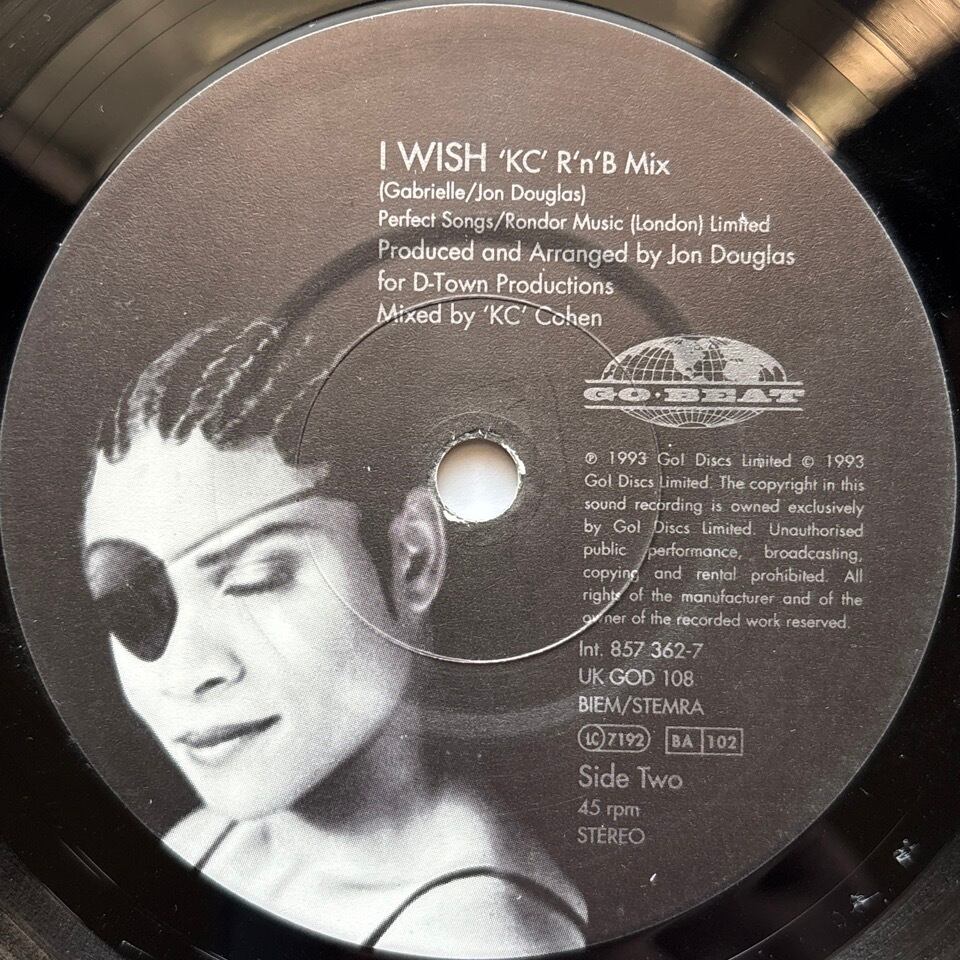 I WISH ‘KC’ R’n’B Mix
(Gabrielle/Jon Douglas)
Perfect Songs/Rondor Music (London) Limited
Produced and Arranged by Jon Douglas
for D-Town Productions
Mixed by ‘KC’ Cohen
GO·BEAT
℗ 1993 Go! Discs Limited © 1993
Go! Discs Limited. The copyright in this
sound recording is owned exclusively
by Go! Discs Limited. Unauthorised
public performance, broadcasting,
copying and rental prohibited. All
rights of the manufacturer and of the
owner of the recorded work reserved.
Int. 857 362-7
UK GOD 108
BIEM/STEMRA
LC 7192 BA 102
Side Two
45 rpm
STEREO